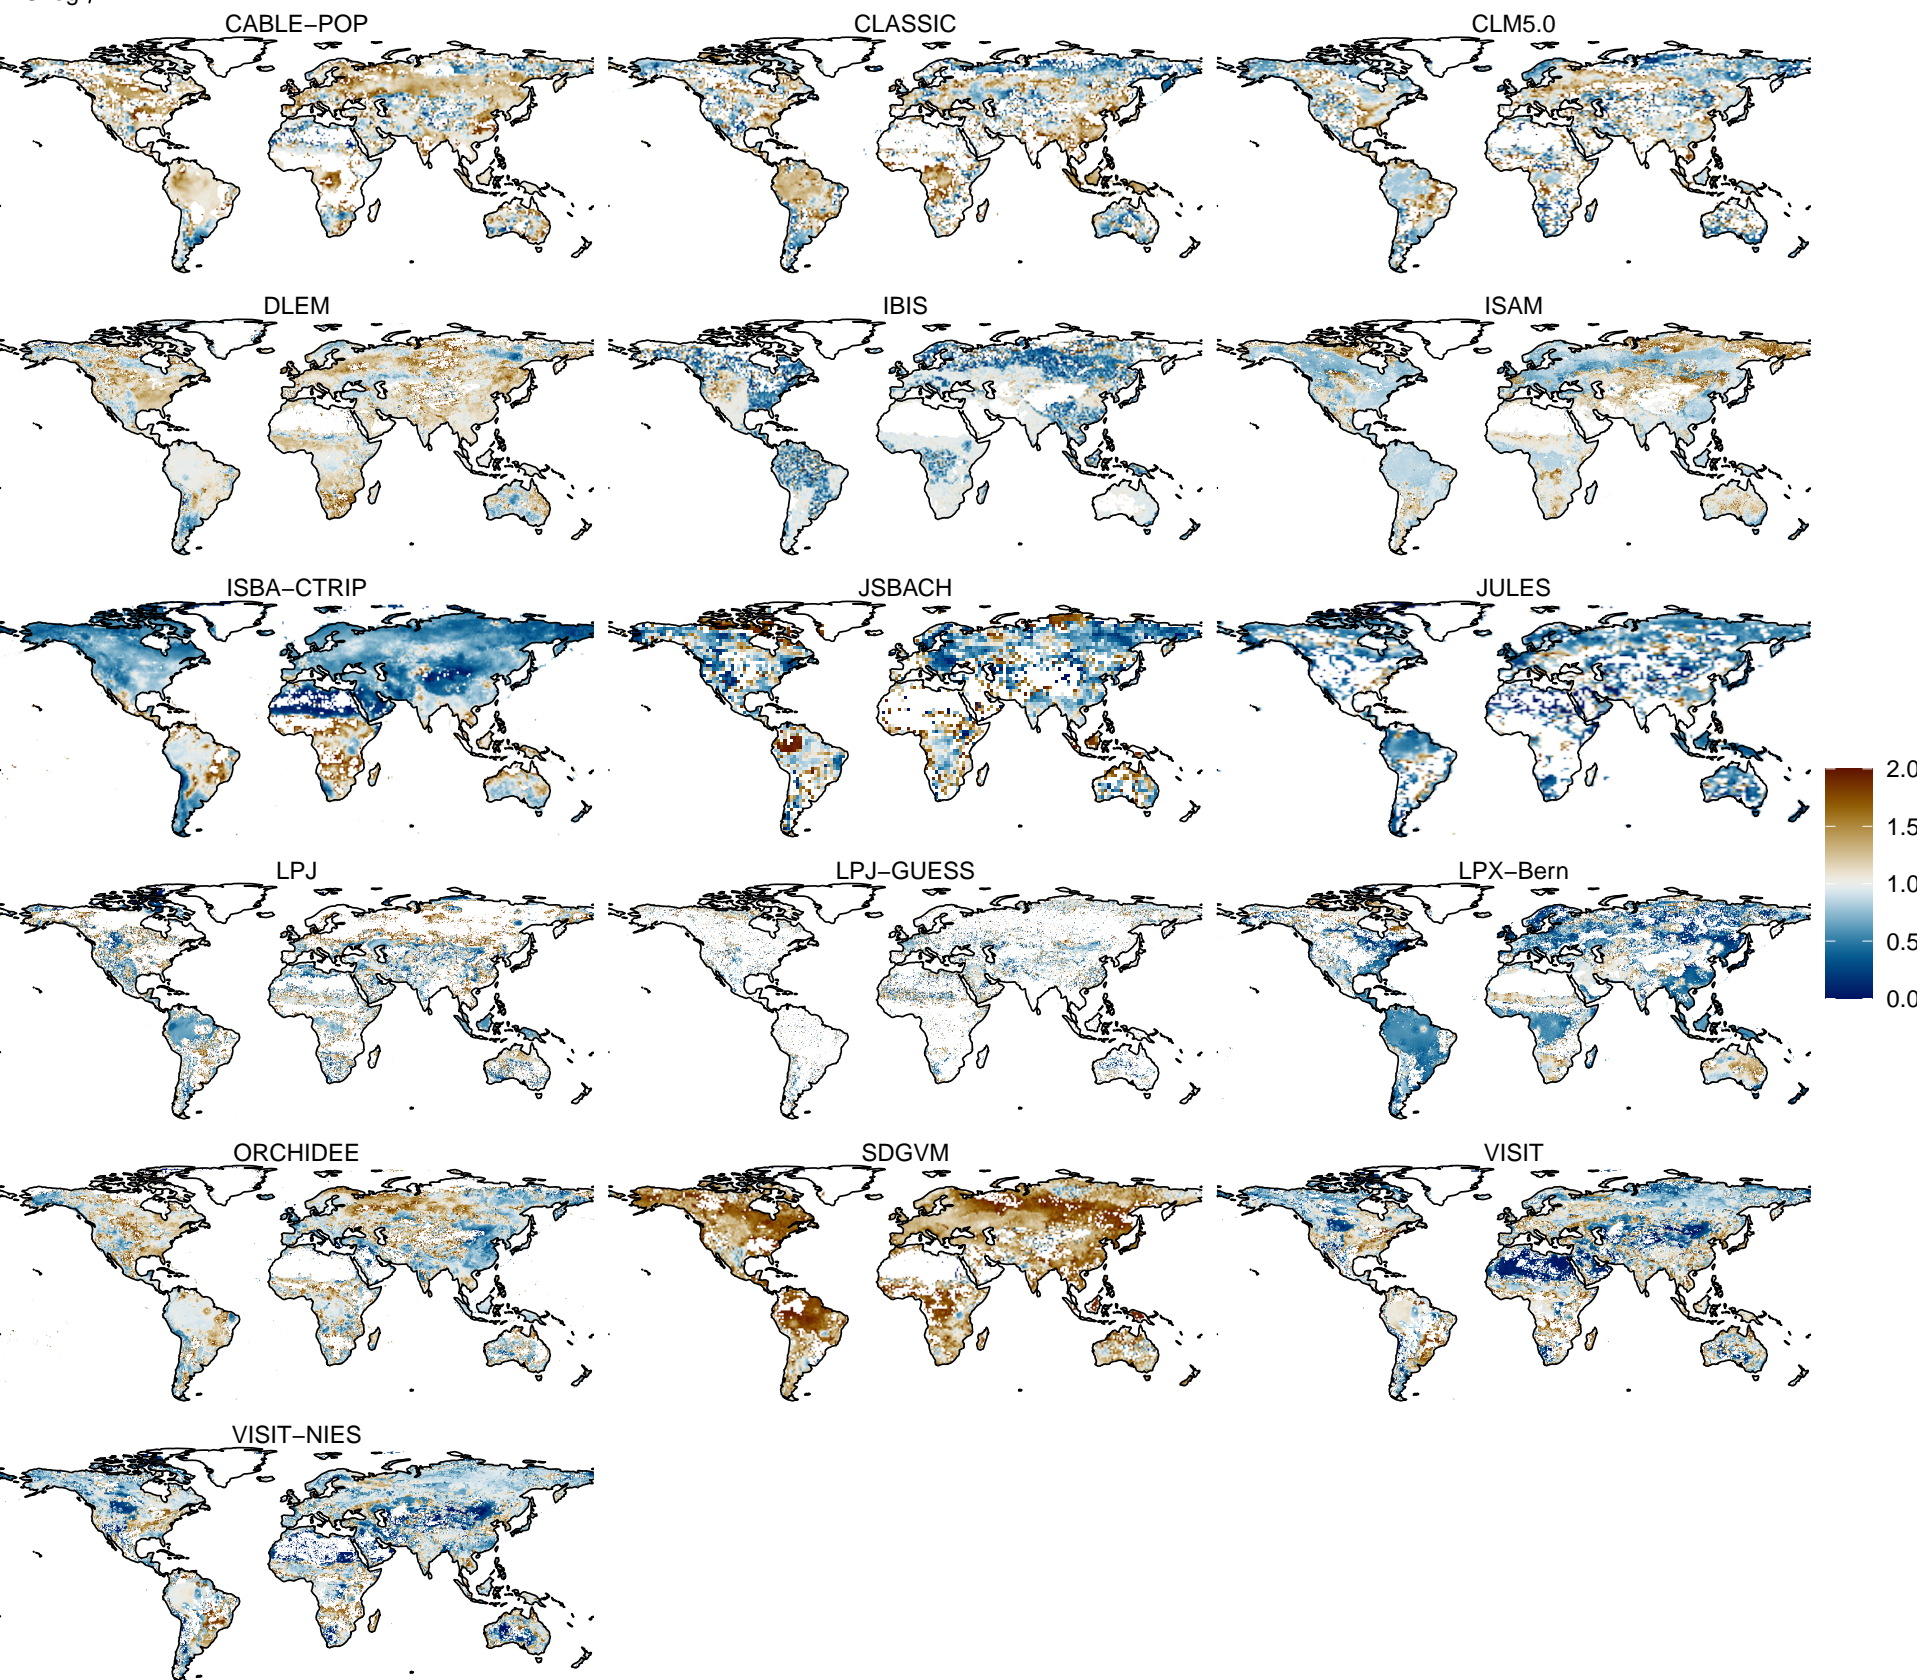 CABLE−POP CLASSIC CLM5.0
DLEM IBIS ISAM
ISBA−CTRIP JSBACH JULES
2.0
1.5
1.0
0.5
0.0
LPJ LPJ−GUESS LPX−Bern
ORCHIDEE SDGVM VISIT
VISIT−NIES